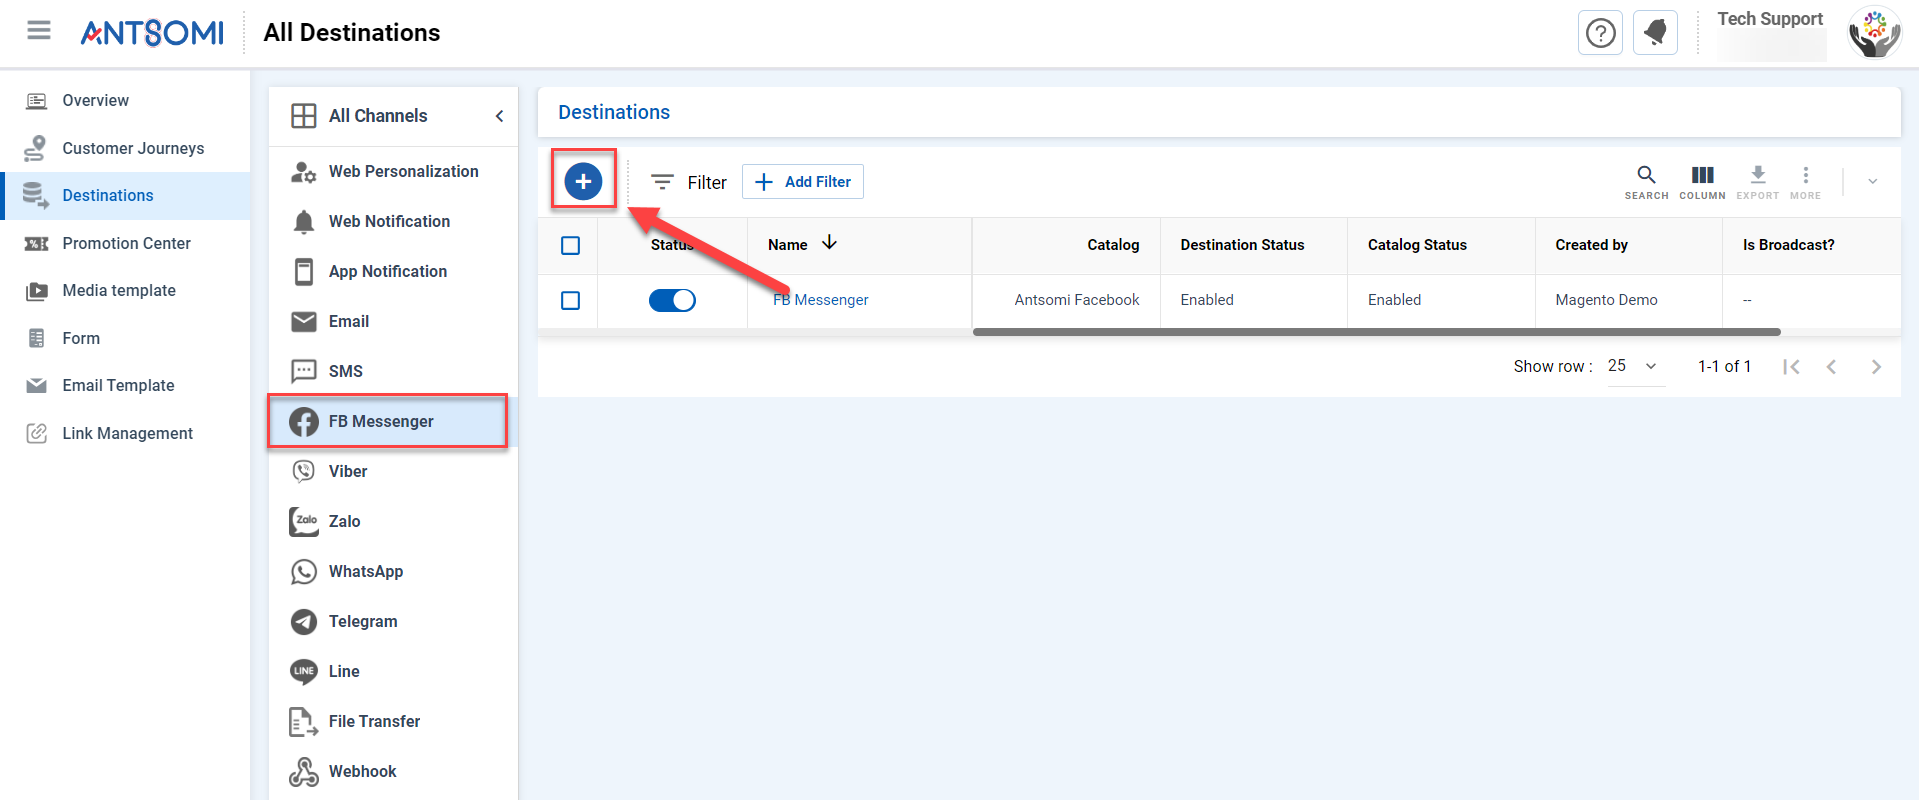 ANTSOMI
All Destinations
Tech Support
Overview
Customer Journeys
Destinations
Promotion Center
Media template
Form
Email Template
Link Management
All Channels
Web Personalization
Web Notification
App Notification
Email
SMS
FB Messenger
Viber
Zalo
Zalo
WhatsApp
Telegram
LINE
Line
File Transfer
Webhook
Destinations
Filter
Add Filter
SEARCH COLUMN EXPORT MORE
Status Name Catalog Destination Status Catalog Status Created by Is Broadcast?
FB Messenger Antsomi Facebook Enabled Enabled Magento Demo --
Show row : 25 1-1 of 1